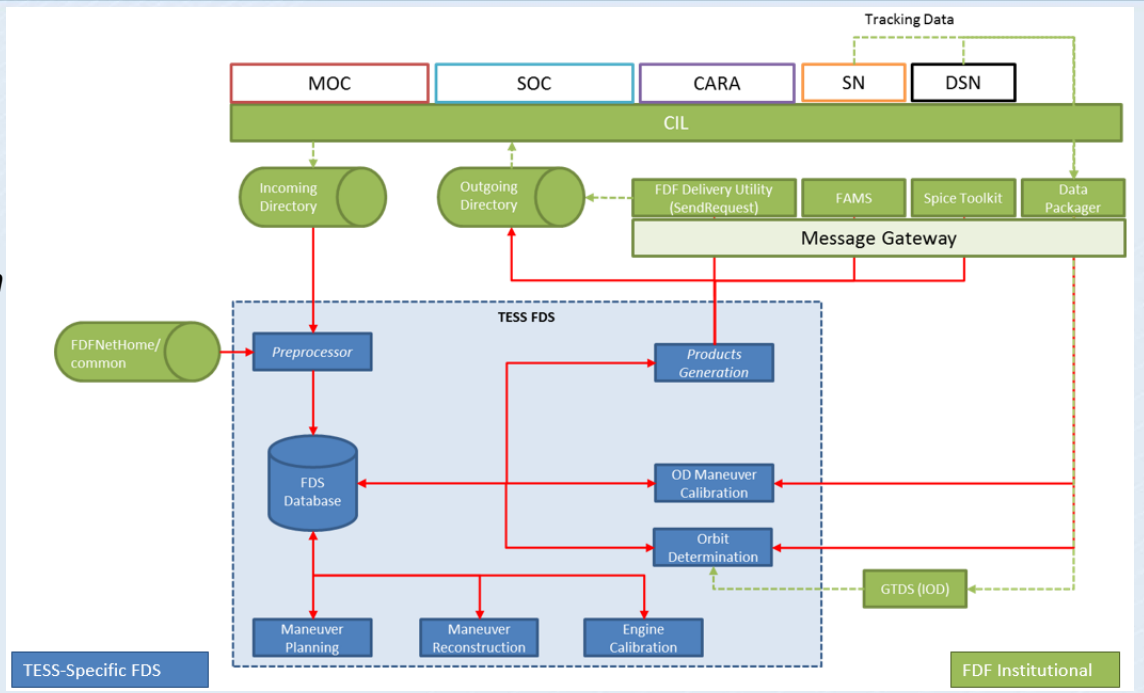 Tracking Data
MOC
SOC
CARA
SN
DSN
CIL
Incoming
Directory
Outgoing
Directory
FDF Delivery Utility
(SendRequest)
FAMS
Spice Toolkit
Data
Packager
Message Gateway
TESS FDS
FDFNetHome/
common
Preprocessor
Products
Generation
FDS
Database
OD Maneuver
Calibration
Orbit
Determination
GTDS (IOD)
Maneuver
Planning
Maneuver
Reconstruction
Engine
Calibration
TESS-Specific FDS
FDF Institutional